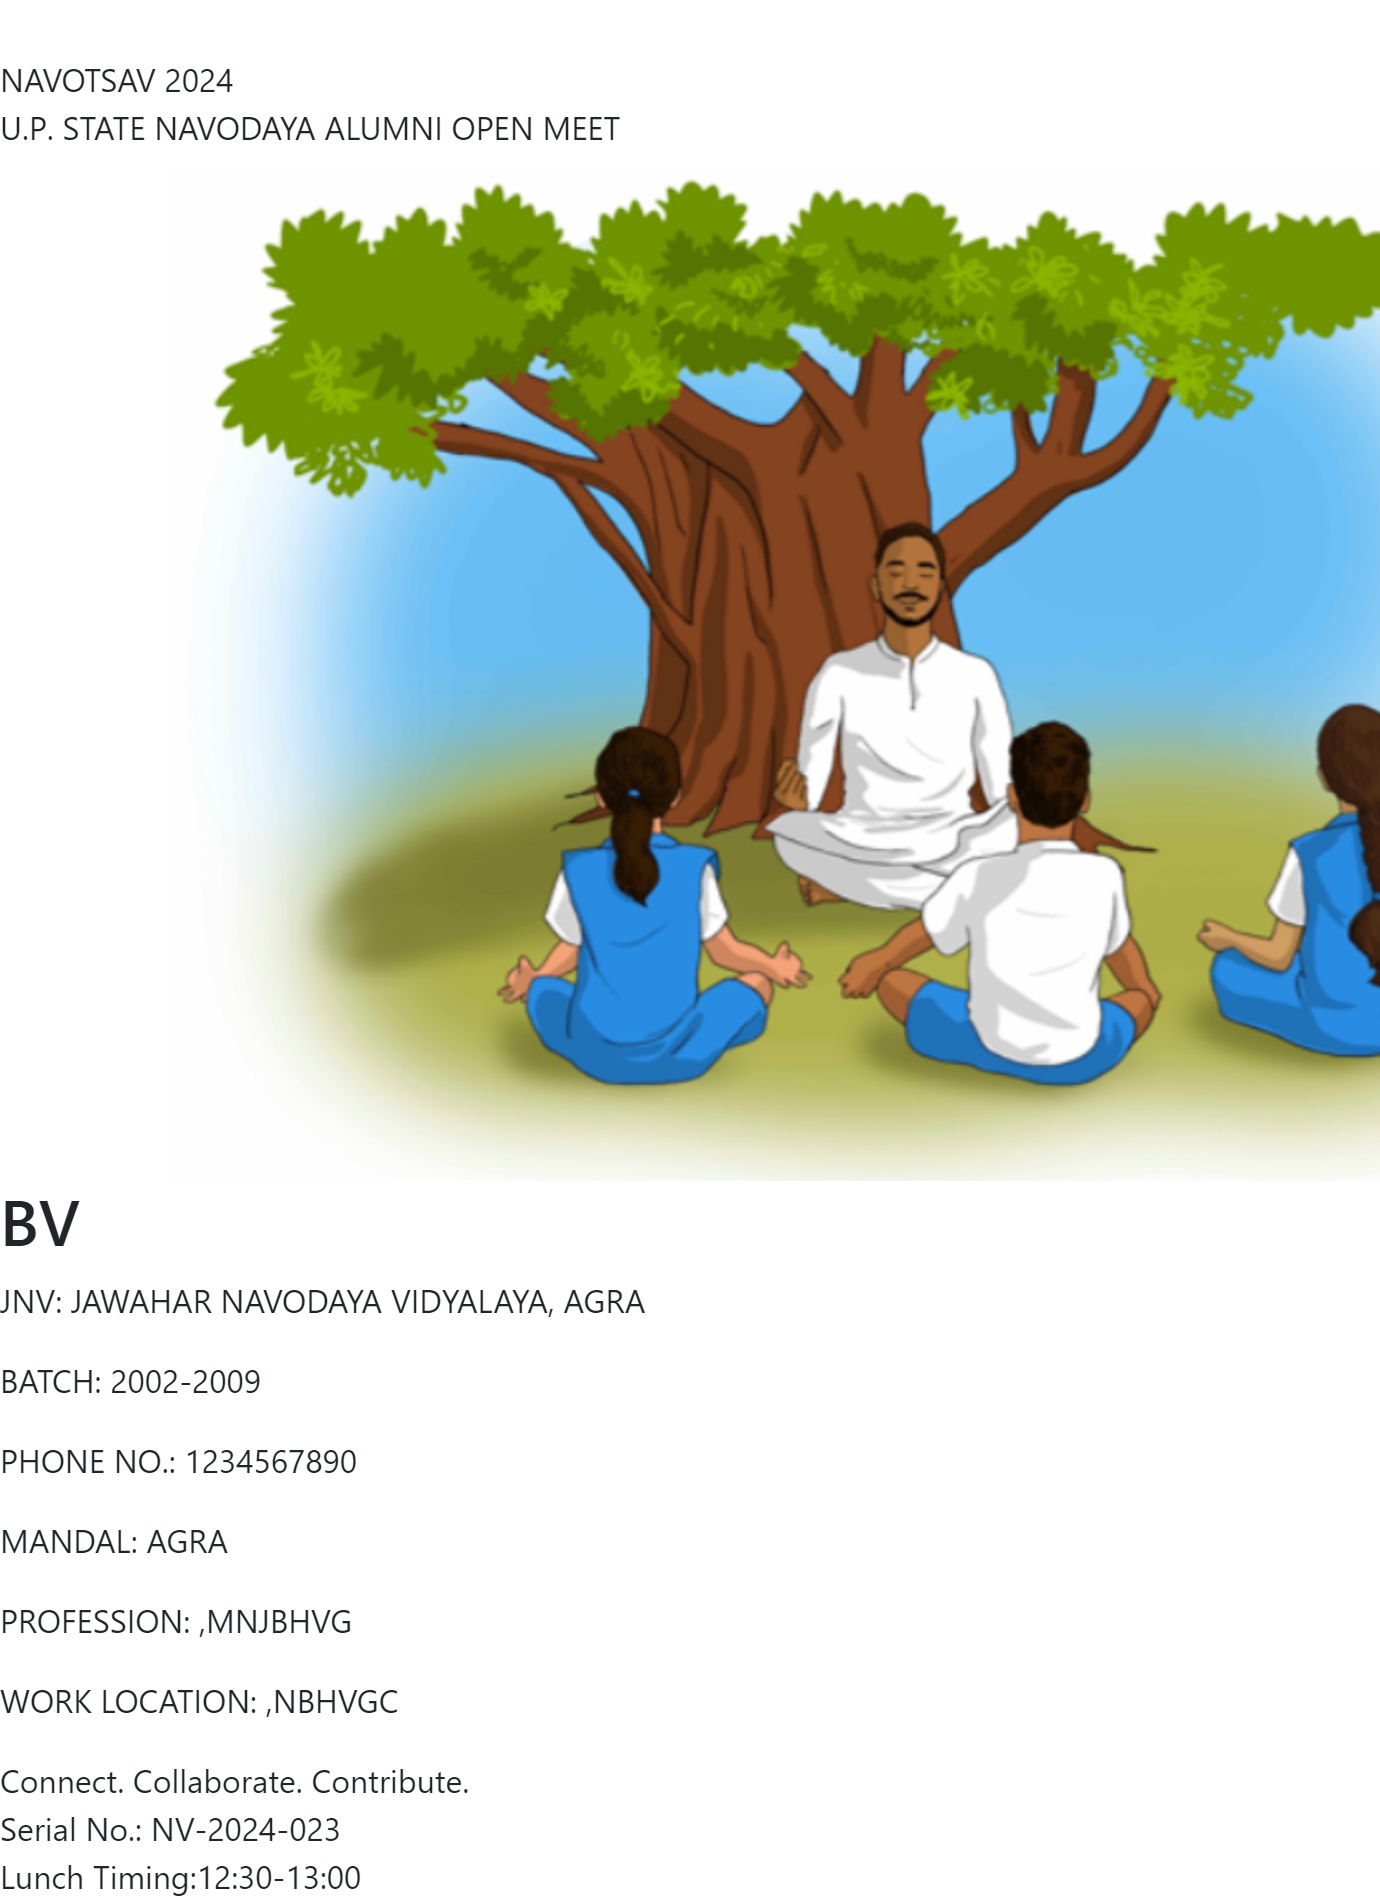 NAVOTSAV 2024
U.P. STATE NAVODAYA ALUMNI OPEN MEET
BV
JNV: JAWAHAR NAVODAYA VIDYALAYA, AGRA
BATCH: 2002-2009
PHONE NO.: 1234567890
MANDAL: AGRA
PROFESSION: ,MNJBHVG
WORK LOCATION: ,NBHVGC
Connect. Collaborate. Contribute.
Serial No.: NV-2024-023
Lunch Timing:12:30-13:00